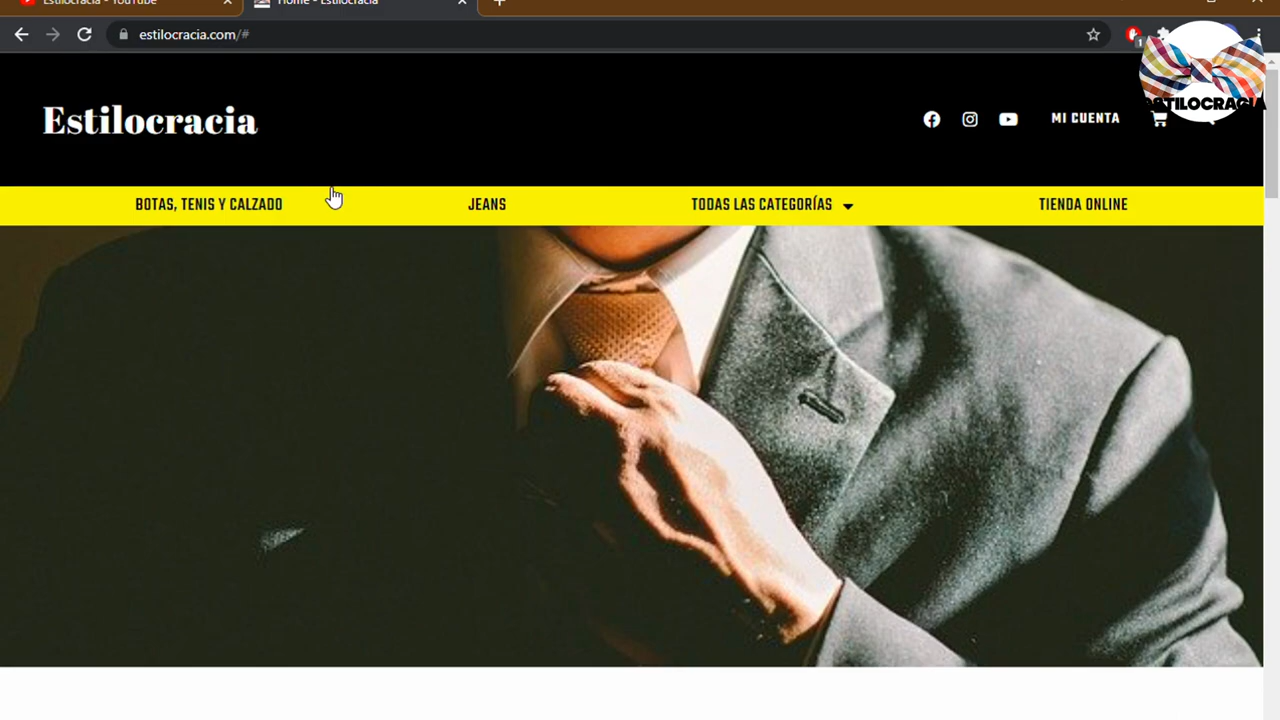 Estilocracia - YouTube
Home - Estilocracia
estilocracia.com/#
1
Estilocracia
MI CUENTA
ESTILOCRACIA
BOTAS, TENIS Y CALZADO
JEANS
TODAS LAS CATEGORÍAS
TIENDA ONLINE